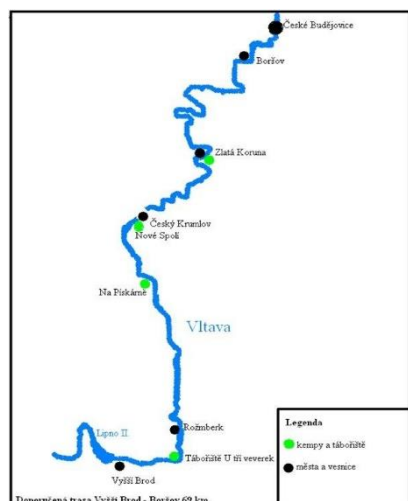 České Budějovice
Boršov
Zlatá Koruna
Český Krumlov
Nové Spolí
Na Pískárně
Vltava
Rožmberk
Lipno II.
Tábořiště U tří veverek
Vyšší Brod
Legenda
kempy a tábořiště
města a vesnice
Doporučená trasa Vyšší Brod - Boršov 69 km